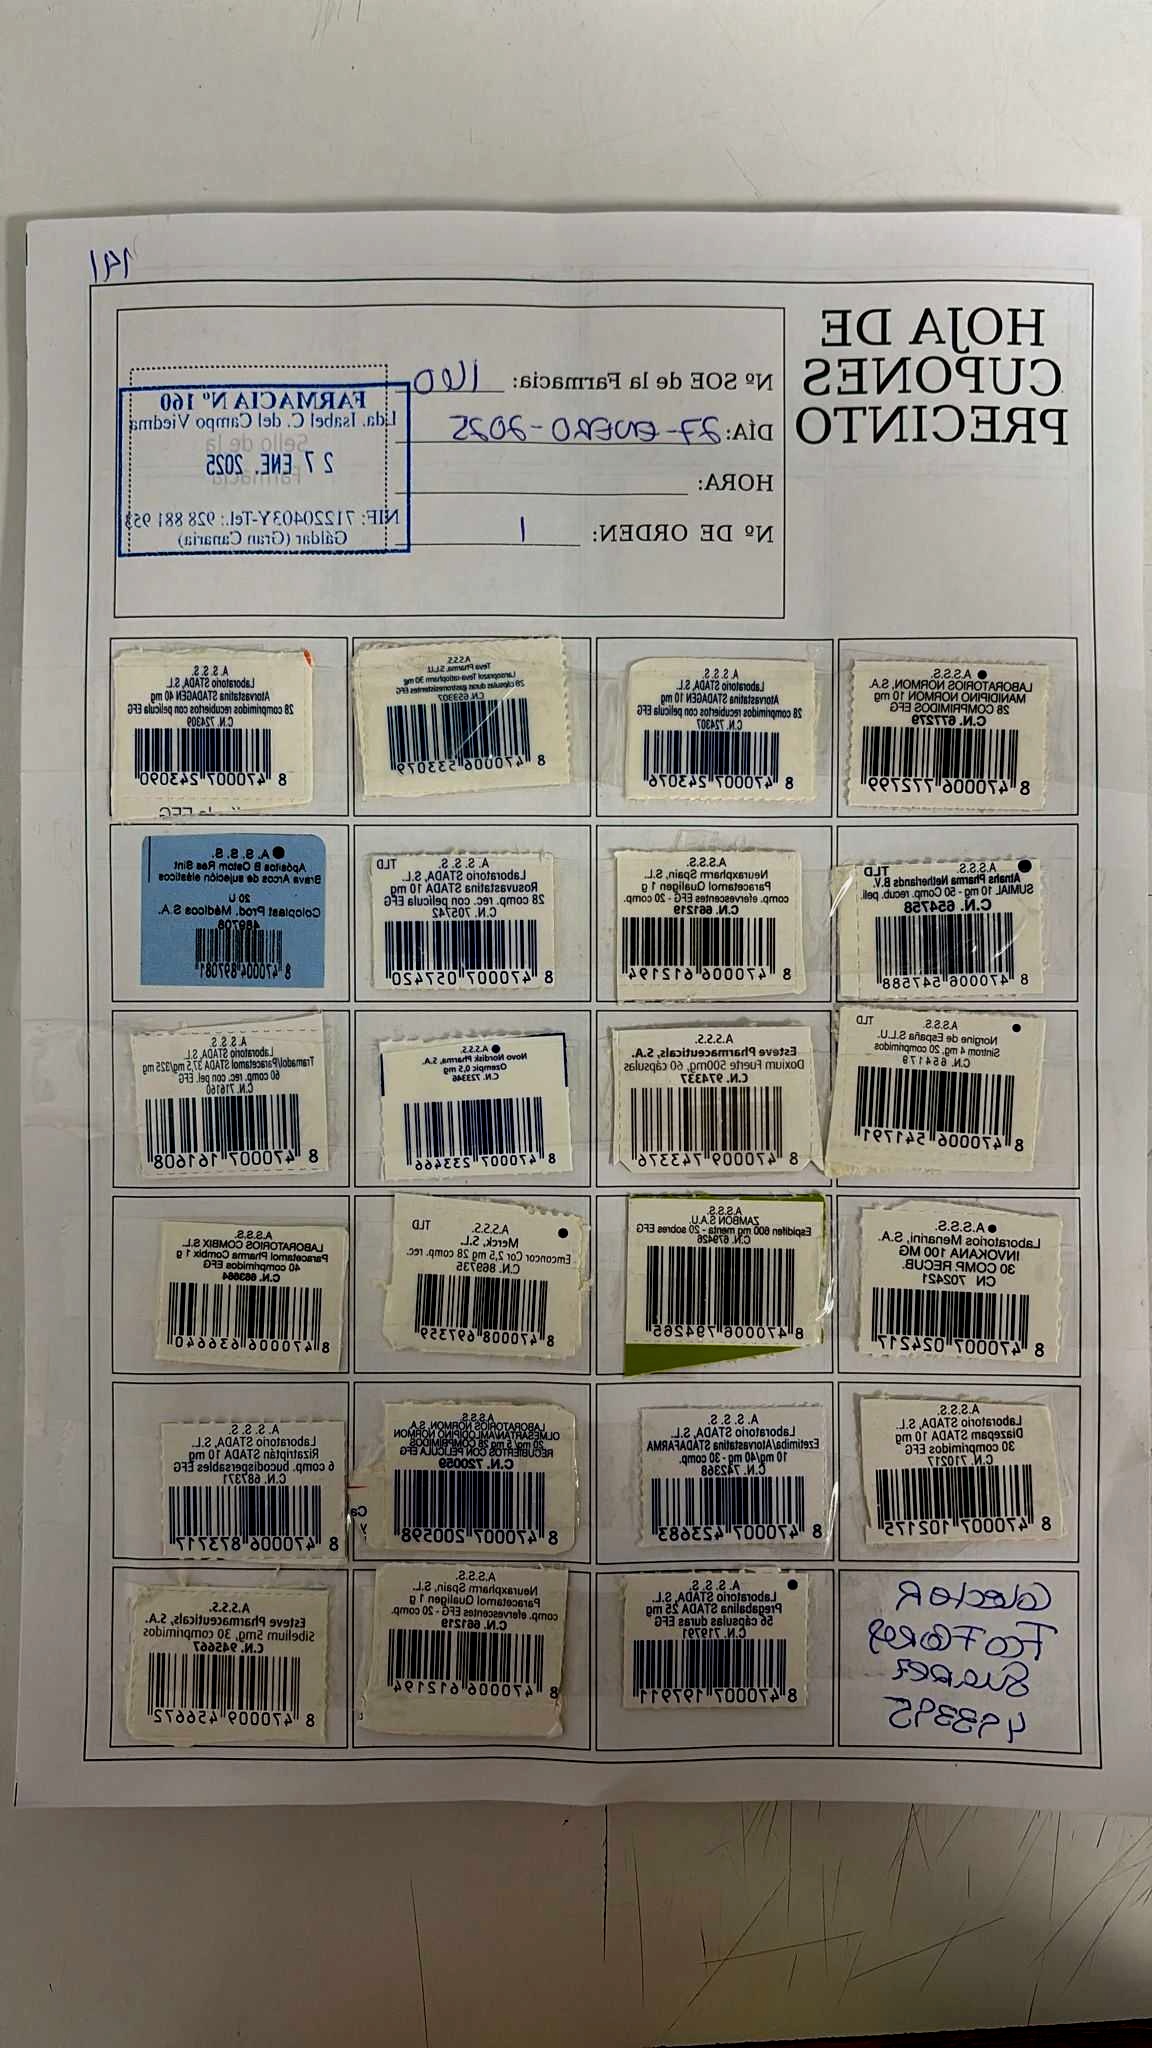 HOJA DE
CUPONES
PRECINTO
Nº SOE de la Farmacia: 160
DÍA: 27-ENERO-2025
HORA:
Nº DE ORDEN: 1
FARMACIA Nº 160
Lda. Isabel C. del Campo Viedma
Sello de la
27 ENE. 2025
Farmacia
NIF: 71220403Y-Tel.: 928 881 953
Gáldar (Gran Canaria)
A.S.S.S.
LABORATORIOS NORMON, S.A.
MANIDIPINO NORMON 10 mg
28 COMPRIMIDOS EFG
C.N. 677279
8 470006 772799
A.S.S.S.
Laboratorio STADA, S.L.
Atorvastatina STADAGEN 10 mg
28 comprimidos recubiertos con película EFG
C.N. 724307
8 470007 243076
A.S.S.S.
Teva Pharma, S.L.U.
Lansoprazol Teva-ratiopharm 30 mg
28 cápsulas duras gastrorresistentes EFG
C.N. 653307
8 470006 533079
A.S.S.S.
Laboratorio STADA, S.L.
Atorvastatina STADAGEN 40 mg
28 comprimidos recubiertos con película EFG
C.N. 724309
8 470007 243090
A.S.S.S. TLD
Atnahs Pharma Netherlands B.V.
SUMIAL 10 mg - 50 Comp. recub. pelí.
C.N. 654758
8 470006 547588
A.S.S.S.
Neuraxpharm Spain, S.L.
Paracetamol Qualigen 1 g
comp. efervescentes EFG - 20 comp.
C.N. 661219
8 470006 612194
A.S.S.S. TLD
Laboratorio STADA, S.L.
Rosuvastatina STADA 10 mg
28 comp. rec. con película EFG
C.N. 705742
8 470007 057420
A.S.S.S.
Apósitos B Ostom Res Sint
Brava Arcos de sujeción elásticos
20 U
Coloplast Prod. Médicos S.A.
489708
8 470004 897081
A.S.S.S. TLD
Norgine de España S.L.U.
Sintrom 4 mg, 20 comprimidos
C.N. 654179
8 470006 541791
A.S.S.S.
Esteve Pharmaceuticals, S.A.
Doxium Fuerte 500mg, 60 cápsulas
C.N. 974337
8 470009 743376
A.S.S.S.
Novo Nordisk Pharma, S.A.
Ozempic 0,5 mg
C.N. 723346
8 470007 233466
A.S.S.S.
Laboratorio STADA, S.L.
Tramadol/Paracetamol STADA 37,5 mg/325 mg
60 comp. rec. con pel. EFG
C.N. 716160
8 470007 161608
A.S.S.S.
Laboratorios Menarini, S.A.
INVOKANA 100 MG
30 COMP RECUB.
CN 702421
8 470007 024217
A.S.S.S.
ZAMBON S.A.U.
Espidifen 600 mg menta - 20 sobres EFG
C.N. 679426
8 470006 794265
A.S.S.S. TLD
Merck, S.L.
Emconcor Cor 2,5 mg 28 comp. rec.
C.N. 869735
8 470008 697359
A.S.S.S.
LABORATORIOS COMBIX S.L.
Paracetamol Pharma Combix 1 g
40 comprimidos EFG
C.N. 663664
8 470006 636640
A.S.S.S.
Laboratorio STADA, S.L.
Diazepam STADA 10 mg
30 comprimidos EFG
C.N. 710217
8 470007 102175
A.S.S.S.
Laboratorio STADA, S.L.
Ezetimiba/Atorvastatina STADAFARMA
10 mg/40 mg - 30 comp.
C.N. 742368
8 470007 423683
A.S.S.S.
LABORATORIOS NORMON, S.A.
OLMESARTAN/AMLODIPINO NORMON
20 mg/5 mg 28 COMPRIMIDOS
RECUBIERTOS CON PELICULA EFG
C.N. 720059
8 470007 200598
A.S.S.S.
Laboratorio STADA, S.L.
Rizatriptán STADA 10 mg
6 comp. bucodispersables EFG
C.N. 687371
8 470006 873717
Colector
Eco Flores
Suarez
A.S.S.S.
Laboratorio STADA, S.L.
Pregabalina STADA 25 mg
56 cápsulas duras EFG
C.N. 719791
8 470007 197911
A.S.S.S.
Neuraxpharm Spain, S.L.
Paracetamol Qualigen 1 g
comp. efervescentes EFG - 20 comp.
C.N. 661219
8 470006 612194
A.S.S.S.
Esteve Pharmaceuticals, S.A.
Sibelium 5mg, 30 comprimidos
C.N. 945667
8 470009 456672